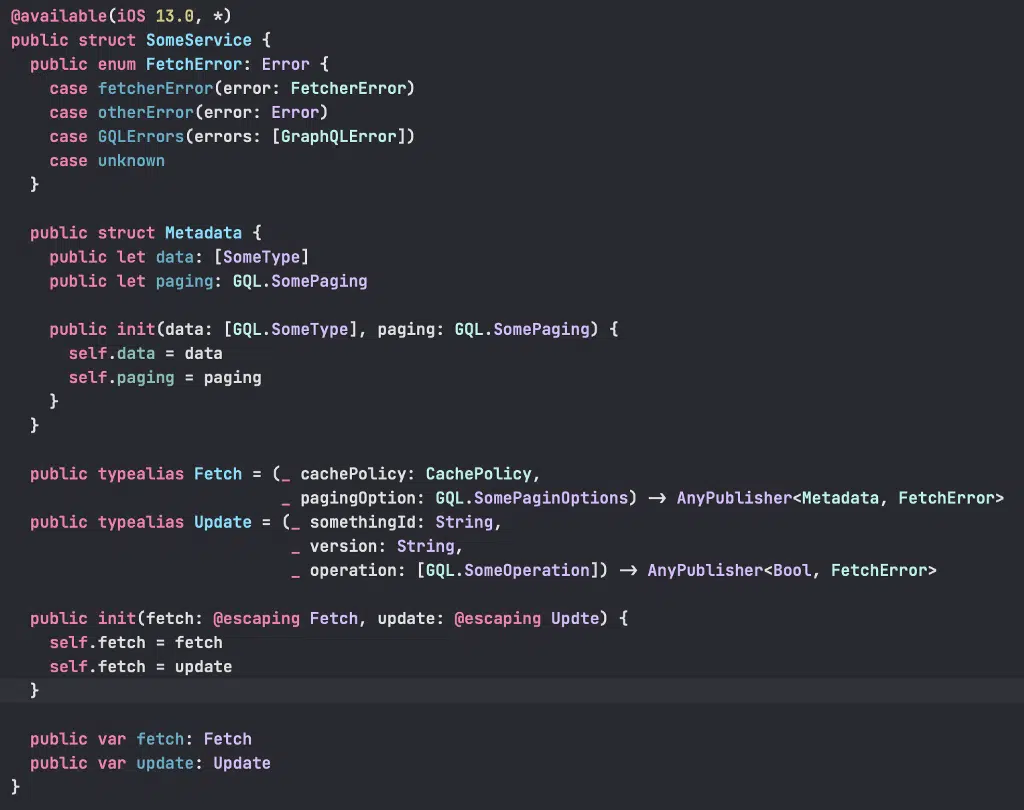 @available(iOS 13.0, *)
public struct SomeService {
  public enum FetchError: Error {
    case fetcherError(error: FetcherError)
    case otherError(error: Error)
    case GQLErrors(errors: [GraphQLError])
    case unknown
  }

  public struct Metadata {
    public let data: [SomeType]
    public let paging: GQL.SomePaging

    public init(data: [GQL.SomeType], paging: GQL.SomePaging) {
      self.data = data
      self.paging = paging
    }
  }

  public typealias Fetch = (_ cachePolicy: CachePolicy,
                            _ pagingOption: GQL.SomePaginOptions) -> AnyPublisher<Metadata, FetchError>
  public typealias Update = (_ somethingId: String,
                             _ version: String,
                             _ operation: [GQL.SomeOperation]) -> AnyPublisher<Bool, FetchError>

  public init(fetch: @escaping Fetch, update: @escaping Updte) {
    self.fetch = fetch
    self.fetch = update
  }

  public var fetch: Fetch
  public var update: Update
}